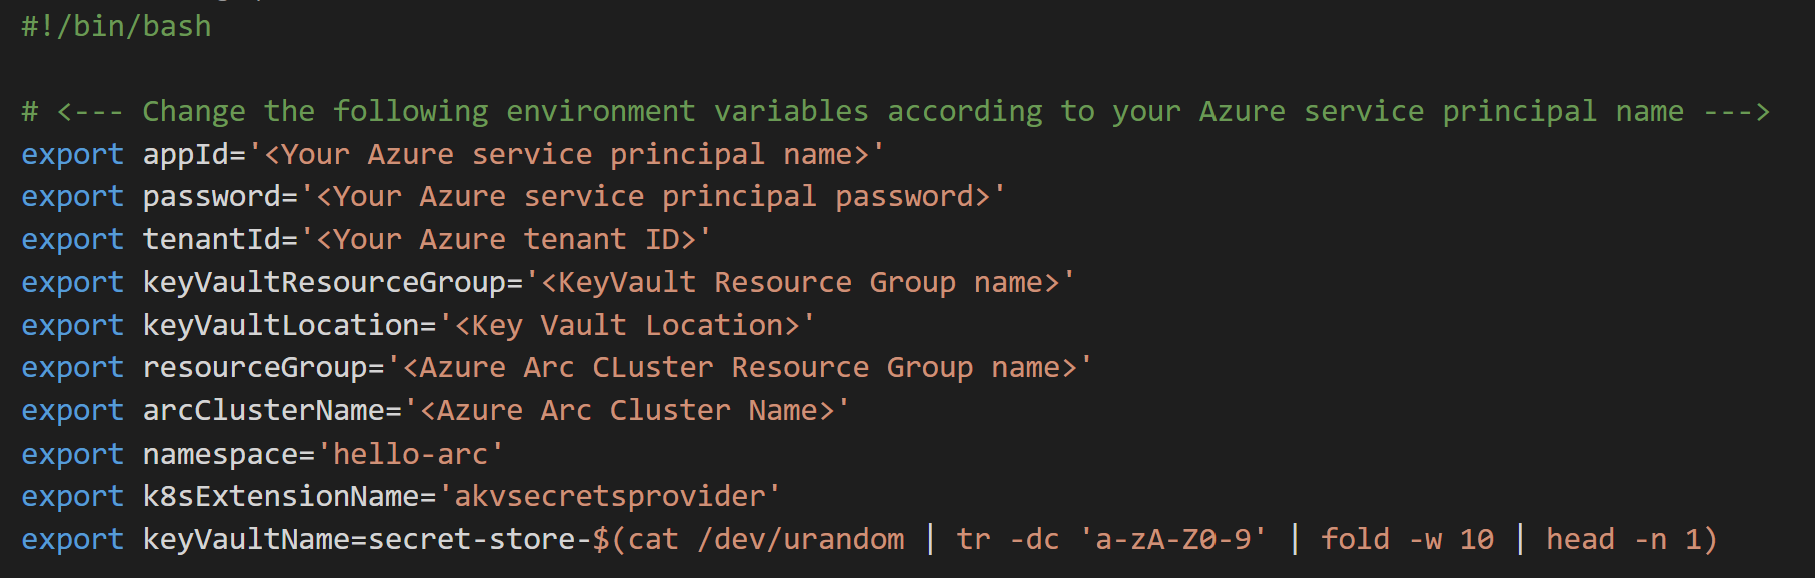 #!/bin/bash
# <--- Change the following environment variables according to your Azure service principal name --->
export appId='<Your Azure service principal name>'
export password='<Your Azure service principal password>'
export tenantId='<Your Azure tenant ID>'
export keyVaultResourceGroup='<KeyVault Resource Group name>'
export keyVaultLocation='<Key Vault Location>'
export resourceGroup='<Azure Arc CLuster Resource Group name>'
export arcClusterName='<Azure Arc Cluster Name>'
export namespace='hello-arc'
export k8sExtensionName='akvsecretsprovider'
export keyVaultName=secret-store-$(cat /dev/urandom | tr -dc 'a-zA-Z0-9' | fold -w 10 | head -n 1)